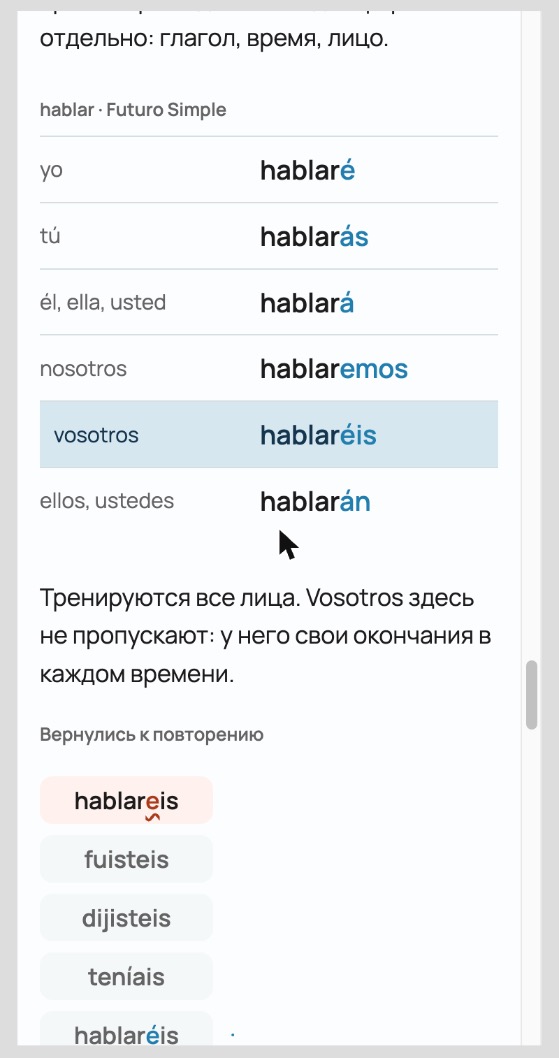 отдельно: глагол, время, лицо.
hablar · Futuro Simple
yo hablaré
tú hablarás
él, ella, usted hablará
nosotros hablaremos
vosotros hablaréis
ellos, ustedes hablarán
Тренируются все лица. Vosotros здесь
не пропускают: у него свои окончания в
каждом времени.
Вернулись к повторению
hablareis
fuisteis
dijisteis
teníais
hablaréis